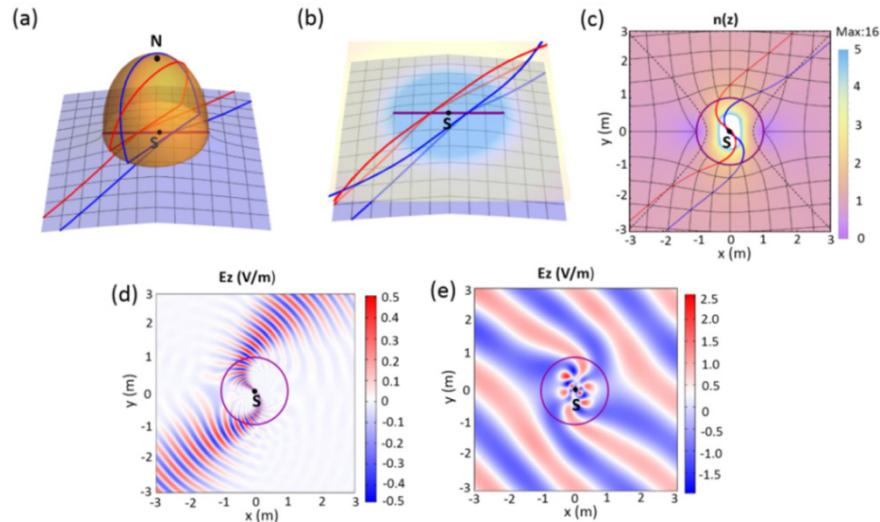 (a)
N
S
(b)
S
(c)
n(z)
Max:16
3
2
1
0
-1
-2
-3
y (m)
-3 -2 -1 0 1 2 3
x (m)
S
5
4
3
2
1
0
(d)
Ez (V/m)
3
2
1
0
-1
-2
-3
y (m)
-3 -2 -1 0 1 2 3
x (m)
S
0.5
0.4
0.3
0.2
0.1
0
-0.1
-0.2
-0.3
-0.4
-0.5
(e)
Ez (V/m)
3
2
1
0
-1
-2
-3
y (m)
-3 -2 -1 0 1 2 3
x (m)
S
2.5
2.0
1.5
1.0
0.5
0
-0.5
-1.0
-1.5